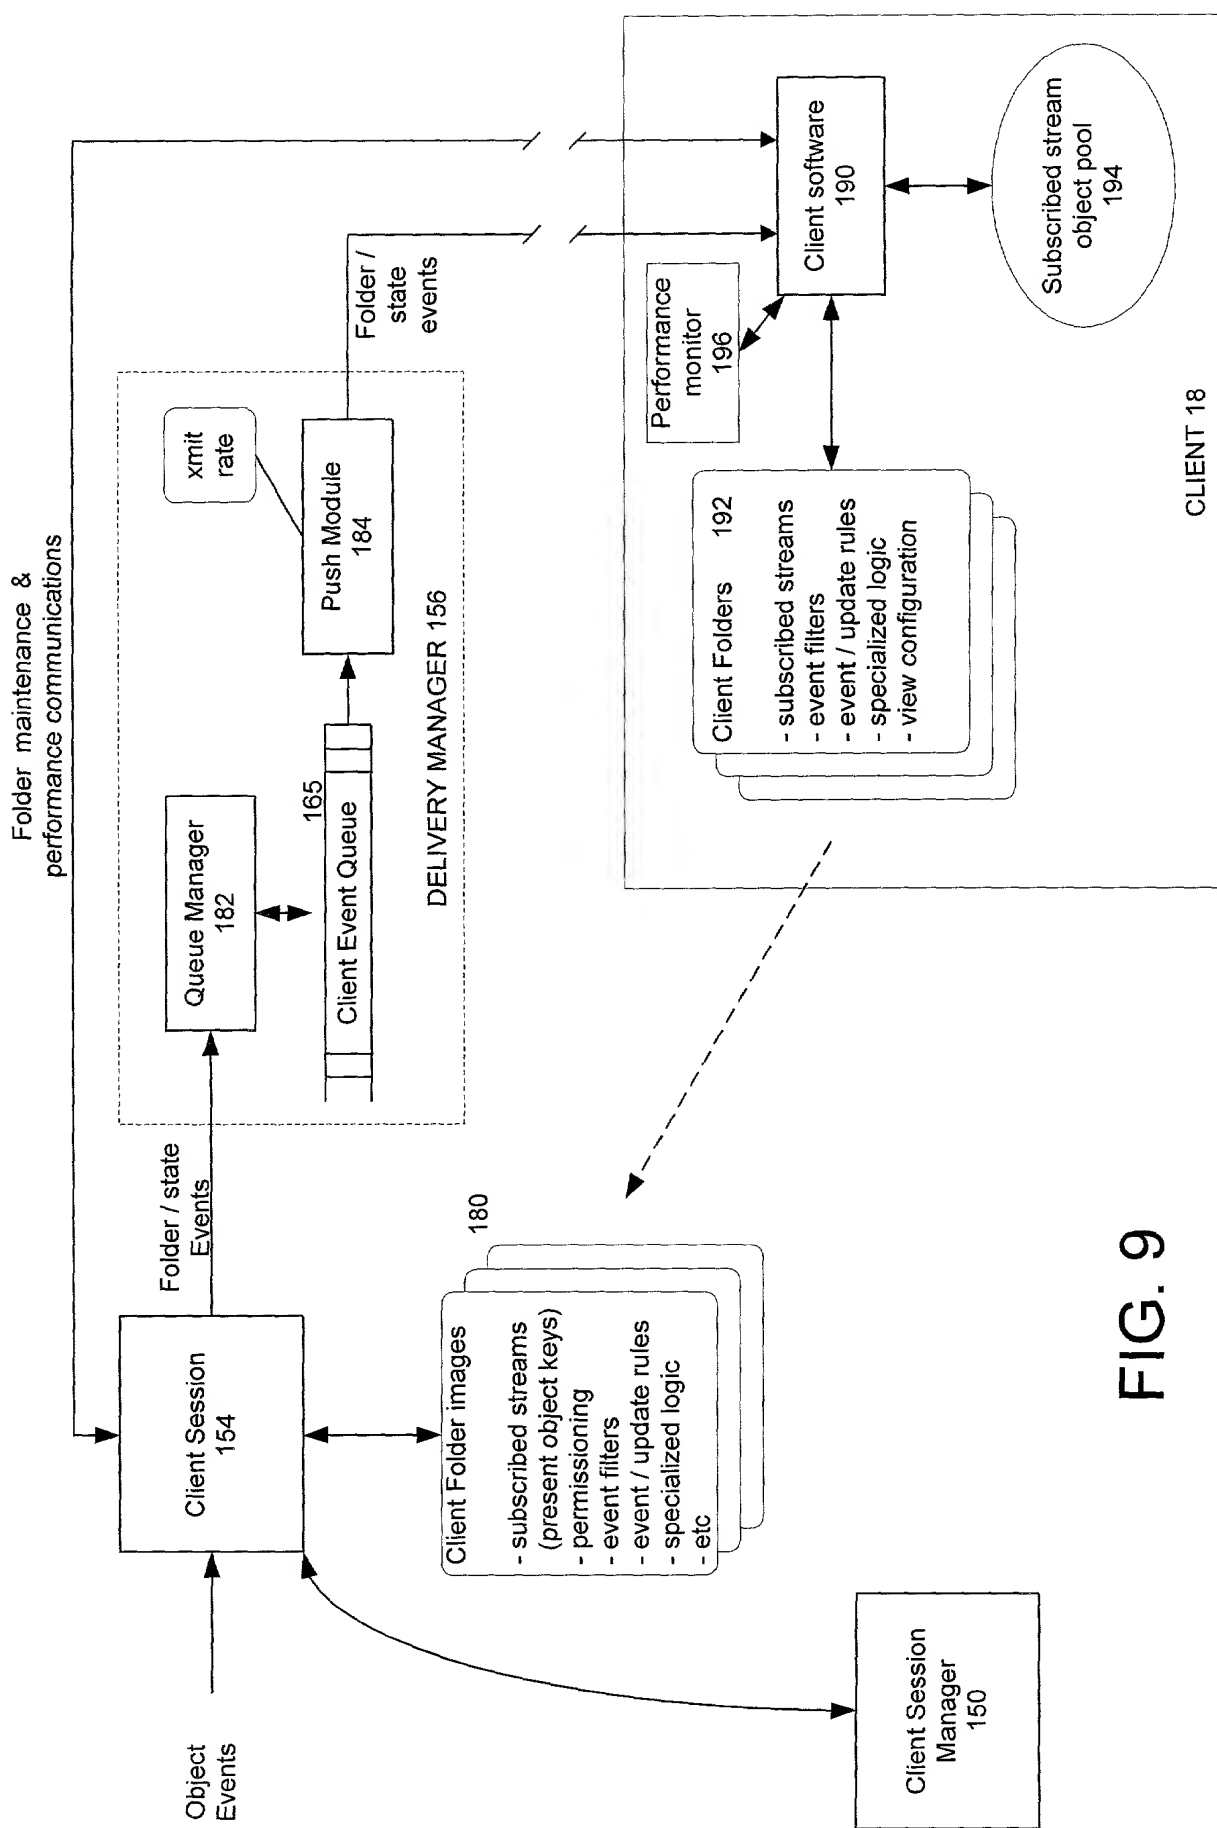 Folder maintenance &
performance communications
Object
Events
Client Session
154
Folder / state
Events
Queue Manager
182
165
Client Event Queue
xmit
rate
Push Module
184
DELIVERY MANAGER 156
Folder /
state
events
Client Session
Manager
150
180
Client Folder images
- subscribed streams
(present object keys)
- permissioning
- event filters
- event / update rules
- specialized logic
- etc
Performance
monitor
196
Client software
190
Client Folders 192
- subscribed streams
- event filters
- event / update rules
- specialized logic
- view configuration
Subscribed stream
object pool
194
CLIENT 18
FIG. 9